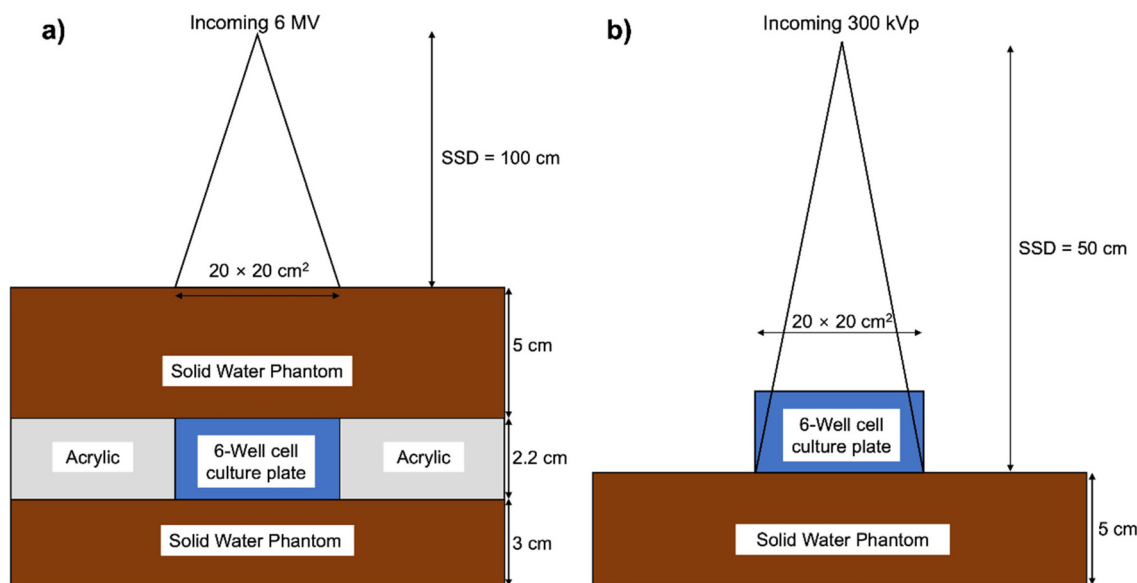 a)
Incoming 6 MV
SSD = 100 cm
20 × 20 cm²
5 cm
Solid Water Phantom
Acrylic
6-Well cell
culture plate
Acrylic
2.2 cm
Solid Water Phantom
3 cm
b)
Incoming 300 kVp
SSD = 50 cm
20 × 20 cm²
6-Well cell
culture plate
Solid Water Phantom
5 cm